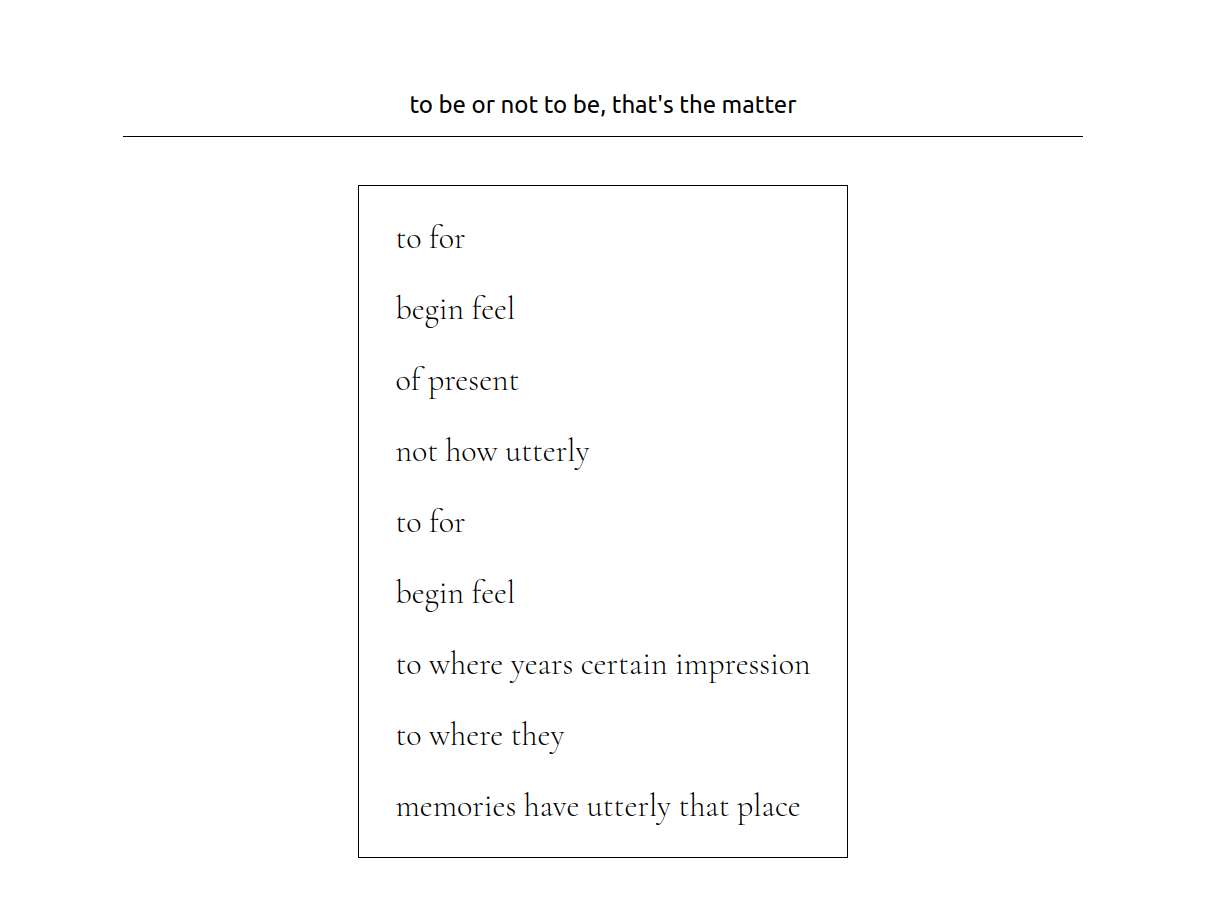 to be or not to be, that's the matter
to for
begin feel
of present
not how utterly
to for
begin feel
to where years certain impression
to where they
memories have utterly that place